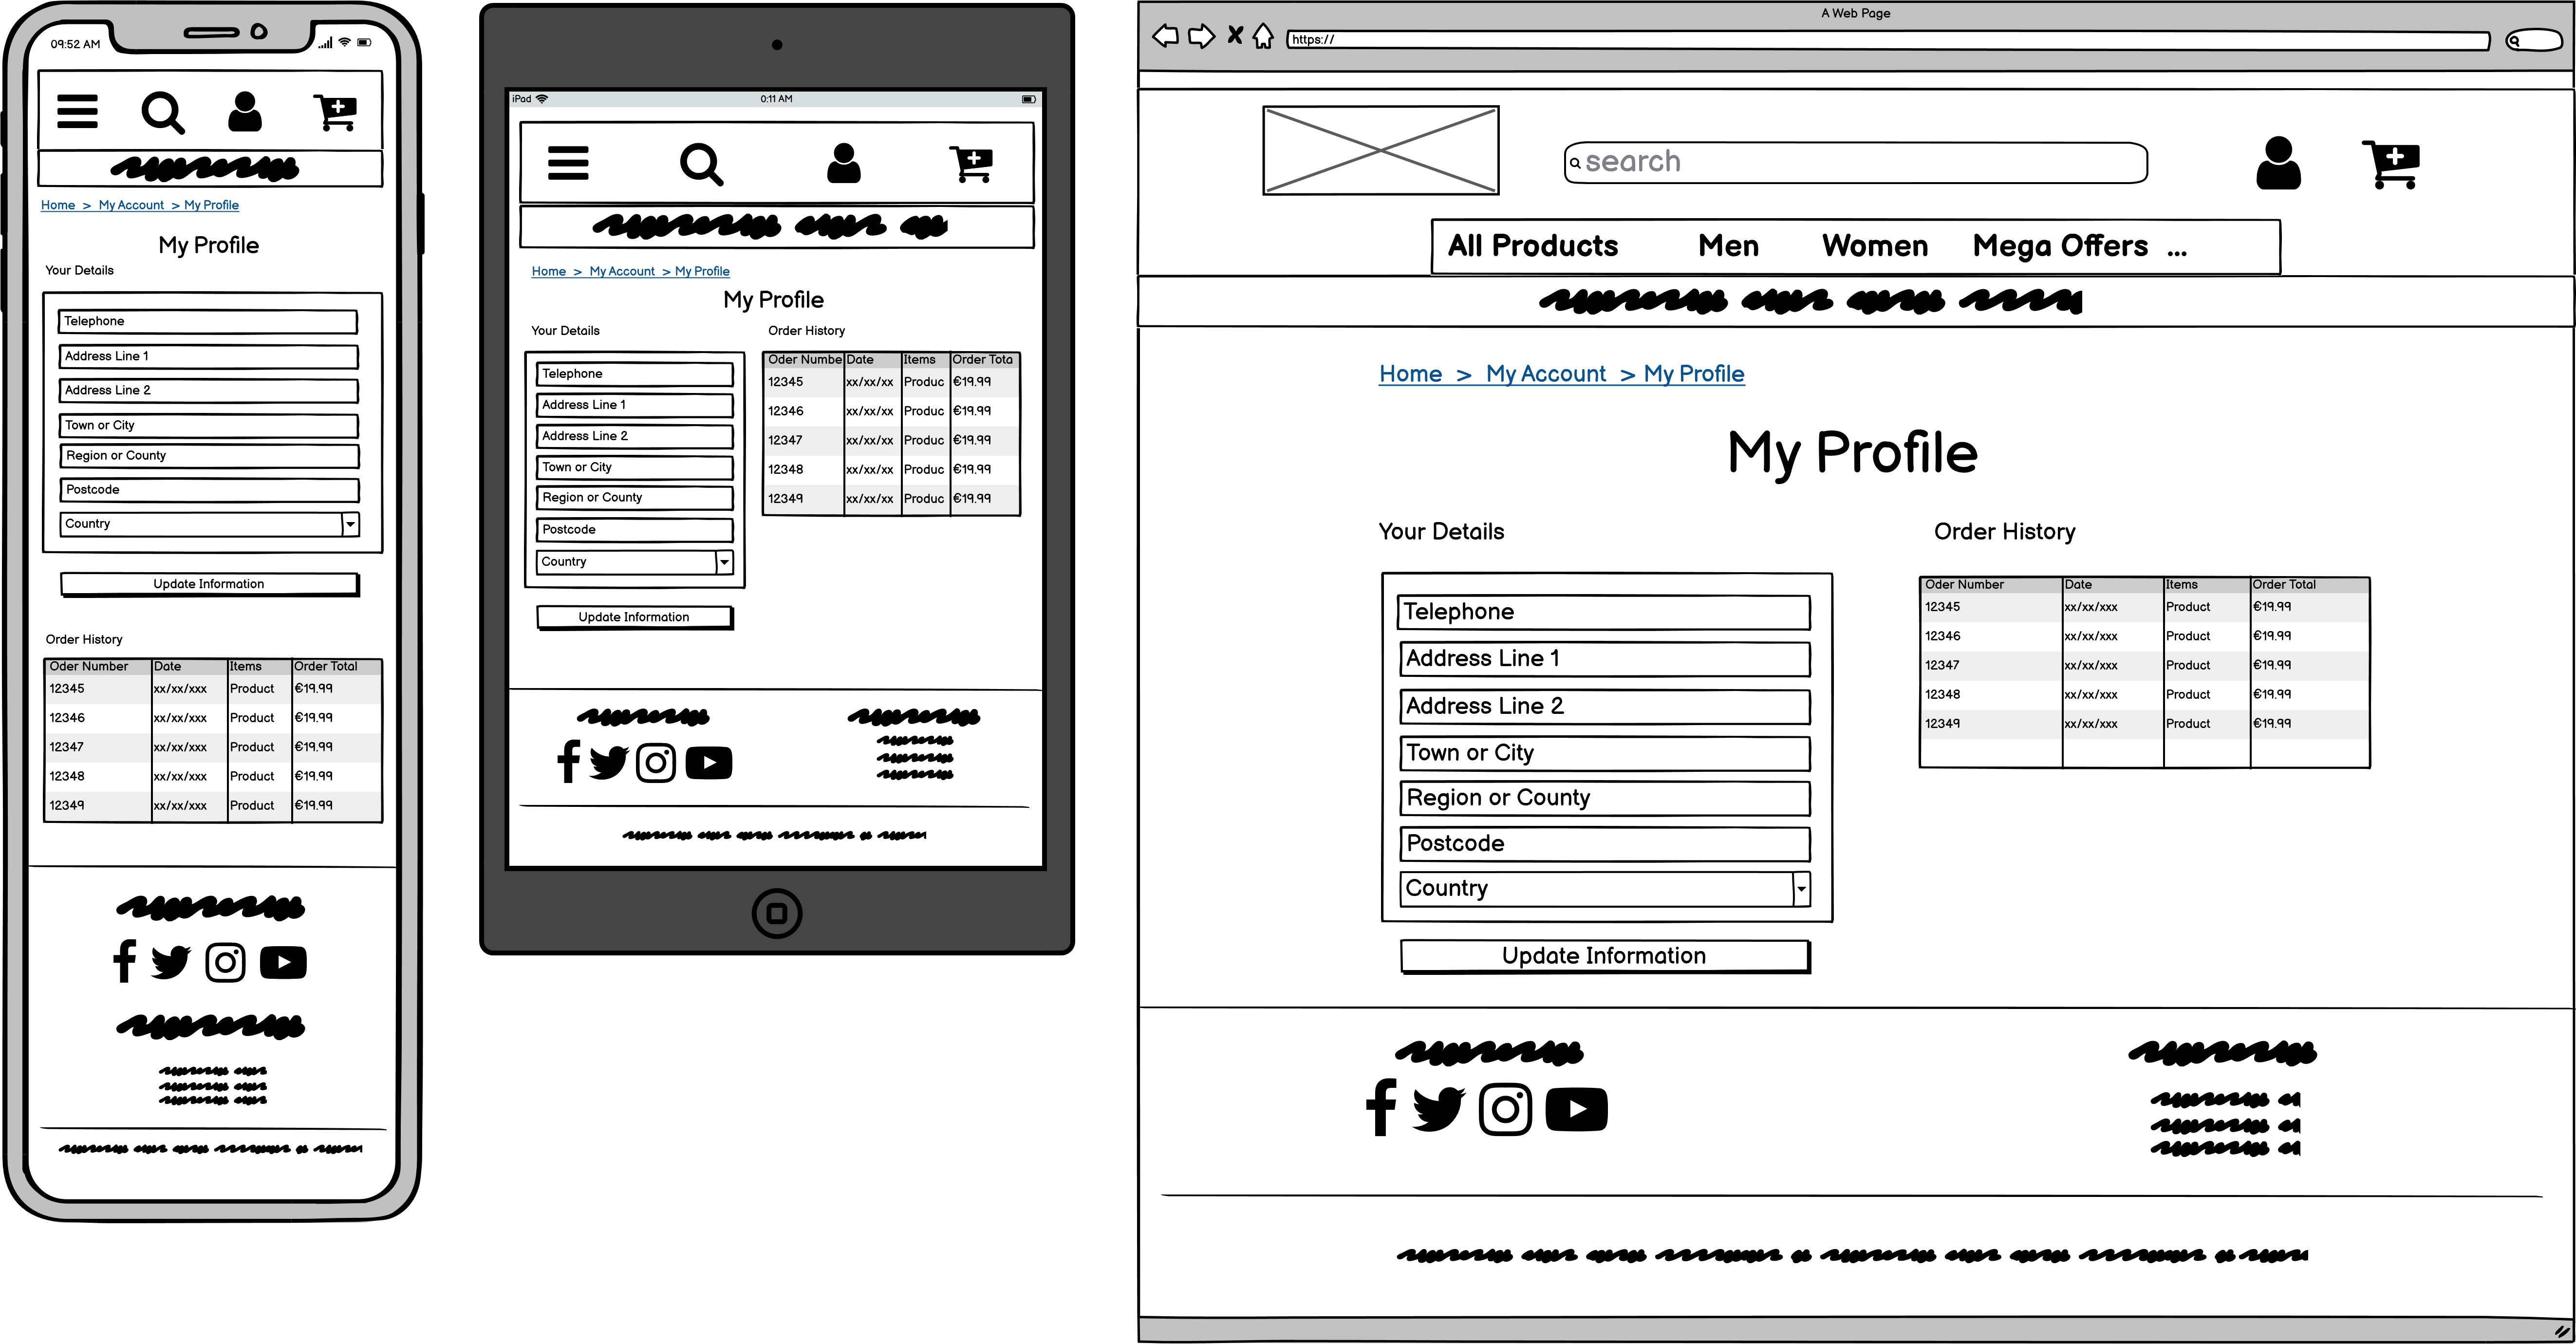 09:52 AM
Home > My Account > My Profile
My Profile
Your Details
Telephone
Address Line 1
Address Line 2
Town or City
Region or County
Postcode
Country
Update Information
Order History
Oder Number Date Items Order Total
12345 xx/xx/xxx Product €19.99
12346 xx/xx/xxx Product €19.99
12347 xx/xx/xxx Product €19.99
12348 xx/xx/xxx Product €19.99
12349 xx/xx/xxx Product €19.99
iPad 0:11 AM
Home > My Account > My Profile
My Profile
Your Details
Telephone
Address Line 1
Address Line 2
Town or City
Region or County
Postcode
Country
Update Information
Order History
Oder Numbe Date Items Order Tota
12345 xx/xx/xx Produc €19.99
12346 xx/xx/xx Produc €19.99
12347 xx/xx/xx Produc €19.99
12348 xx/xx/xx Produc €19.99
12349 xx/xx/xx Produc €19.99
A Web Page
https://
search
All Products Men Women Mega Offers ...
Home > My Account > My Profile
My Profile
Your Details
Telephone
Address Line 1
Address Line 2
Town or City
Region or County
Postcode
Country
Update Information
Order History
Oder Number Date Items Order Total
12345 xx/xx/xxx Product €19.99
12346 xx/xx/xxx Product €19.99
12347 xx/xx/xxx Product €19.99
12348 xx/xx/xxx Product €19.99
12349 xx/xx/xxx Product €19.99